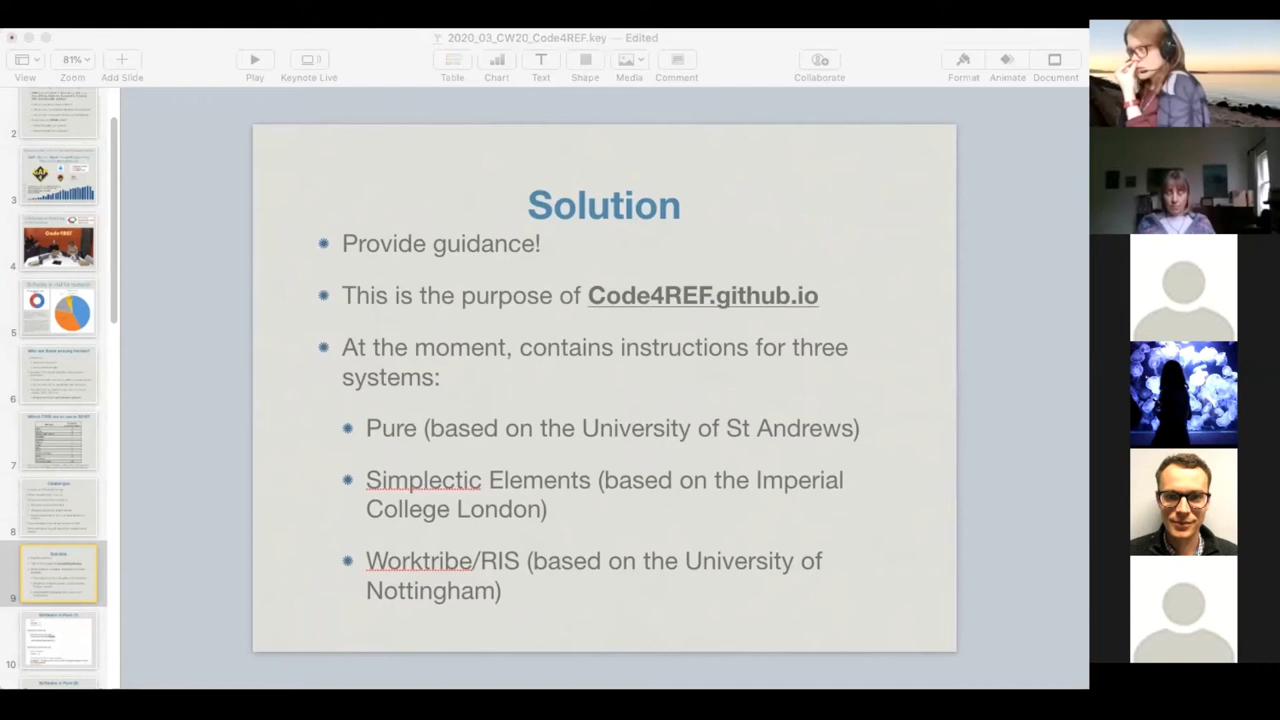 2020_03_CW20_Code4REF.key — Edited
81%
View
Zoom
Add Slide
Play
Keynote Live
Table
Chart
Text
Shape
Media
Comment
Collaborate
Format
Animate
Document
2
3
4
Code4REF
5
6
7
8
Challenges
9
Solution
10
Solution
Provide guidance!
This is the purpose of Code4REF.github.io
At the moment, contains instructions for three
systems:
Pure (based on the University of St Andrews)
Simplectic Elements (based on the Imperial
College London)
Worktribe/RIS (based on the University of
Nottingham)